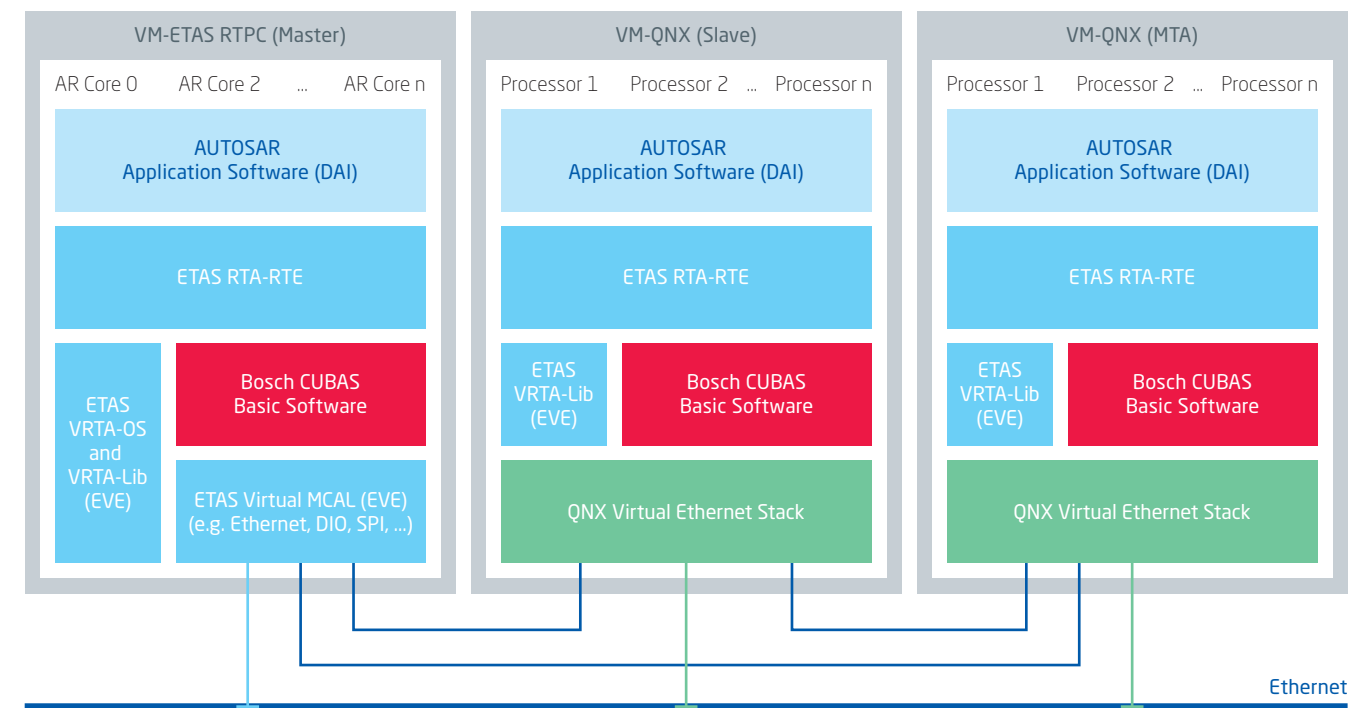 VM-ETAS RTPC (Master)
AR Core 0 AR Core 2 ... AR Core n
AUTOSAR
Application Software (DAI)
ETAS RTA-RTE
ETAS
VRTA-OS
and
VRTA-Lib
(EVE)
Bosch CUBAS
Basic Software
ETAS Virtual MCAL (EVE)
(e.g. Ethernet, DIO, SPI, ...)
VM-QNX (Slave)
Processor 1 Processor 2 ... Processor n
AUTOSAR
Application Software (DAI)
ETAS RTA-RTE
ETAS
VRTA-Lib
(EVE)
Bosch CUBAS
Basic Software
QNX Virtual Ethernet Stack
VM-QNX (MTA)
Processor 1 Processor 2 ... Processor n
AUTOSAR
Application Software (DAI)
ETAS RTA-RTE
ETAS
VRTA-Lib
(EVE)
Bosch CUBAS
Basic Software
QNX Virtual Ethernet Stack
Ethernet